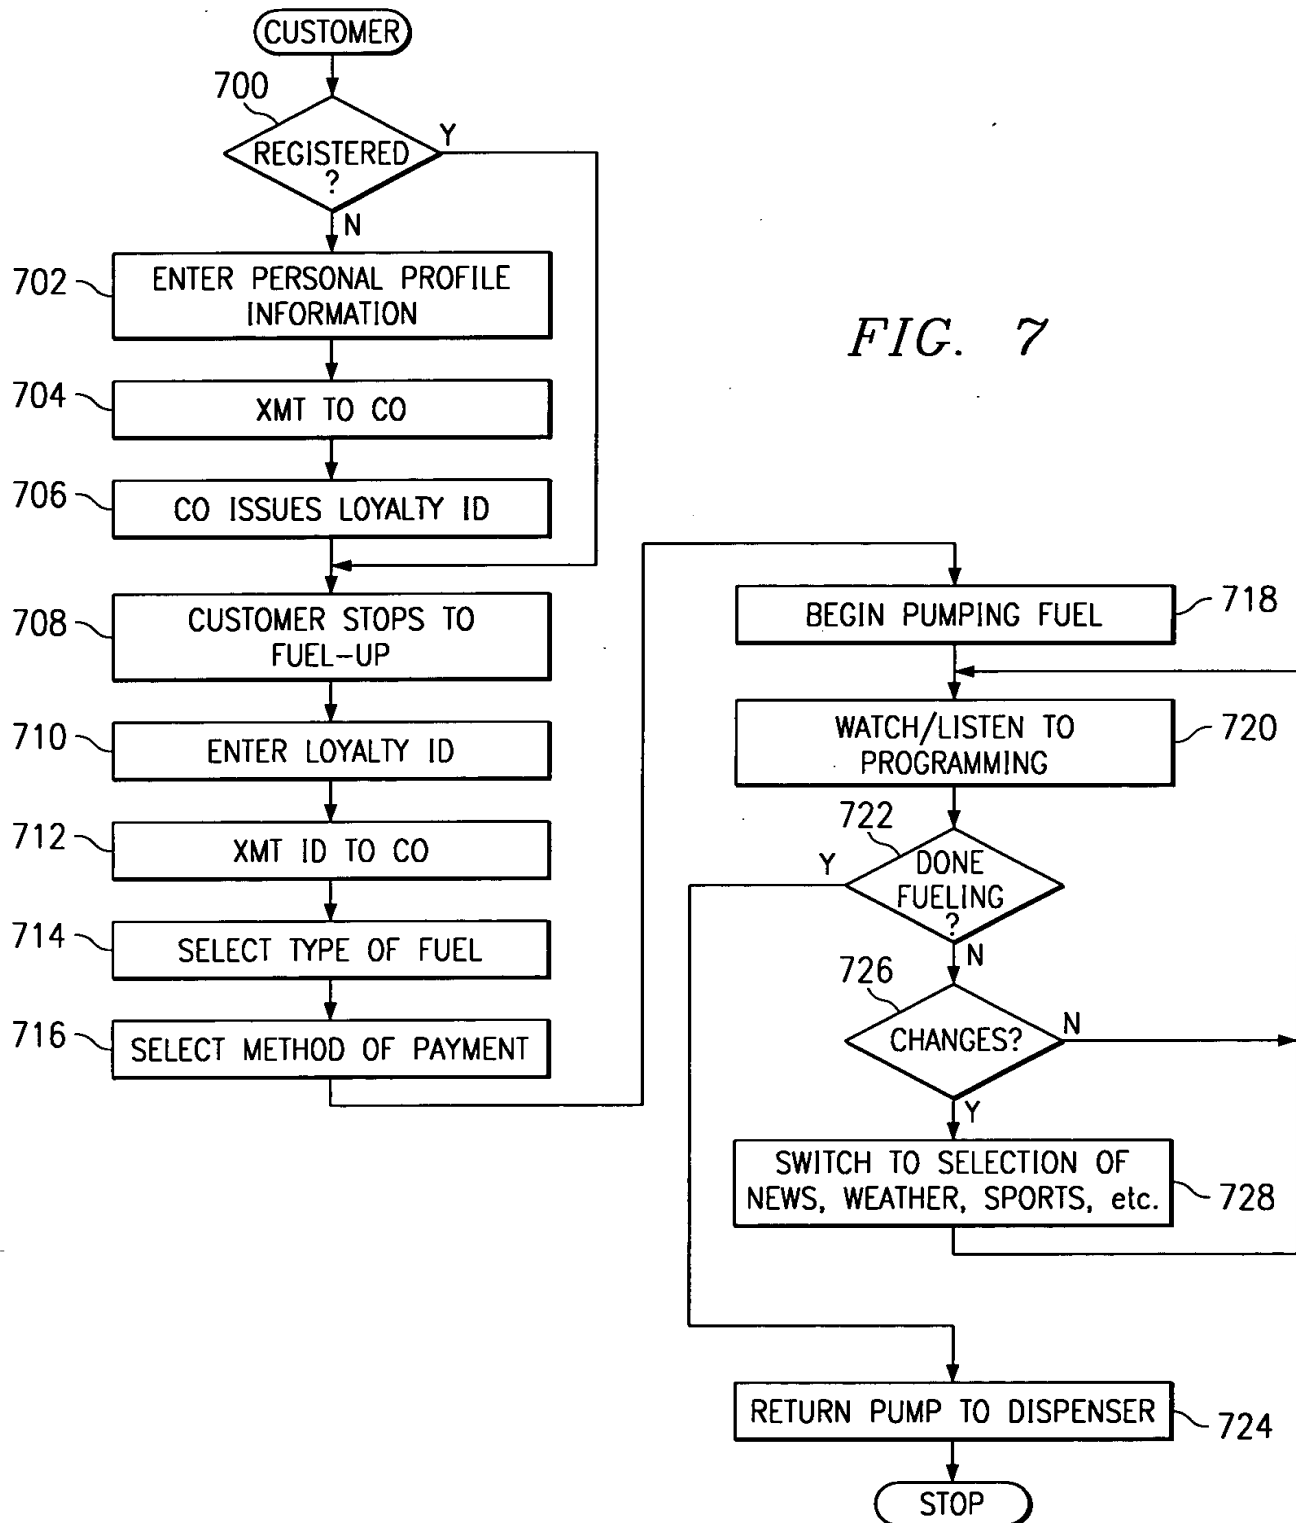 CUSTOMER
700
REGISTERED
?
Y
N
702
ENTER PERSONAL PROFILE
INFORMATION
704
XMT TO CO
706
CO ISSUES LOYALTY ID
708
CUSTOMER STOPS TO
FUEL-UP
710
ENTER LOYALTY ID
712
XMT ID TO CO
714
SELECT TYPE OF FUEL
716
SELECT METHOD OF PAYMENT
FIG. 7
BEGIN PUMPING FUEL
718
WATCH/LISTEN TO
PROGRAMMING
720
722
DONE
FUELING
?
Y
N
726
CHANGES?
N
Y
SWITCH TO SELECTION OF
NEWS, WEATHER, SPORTS, etc.
728
RETURN PUMP TO DISPENSER
724
STOP